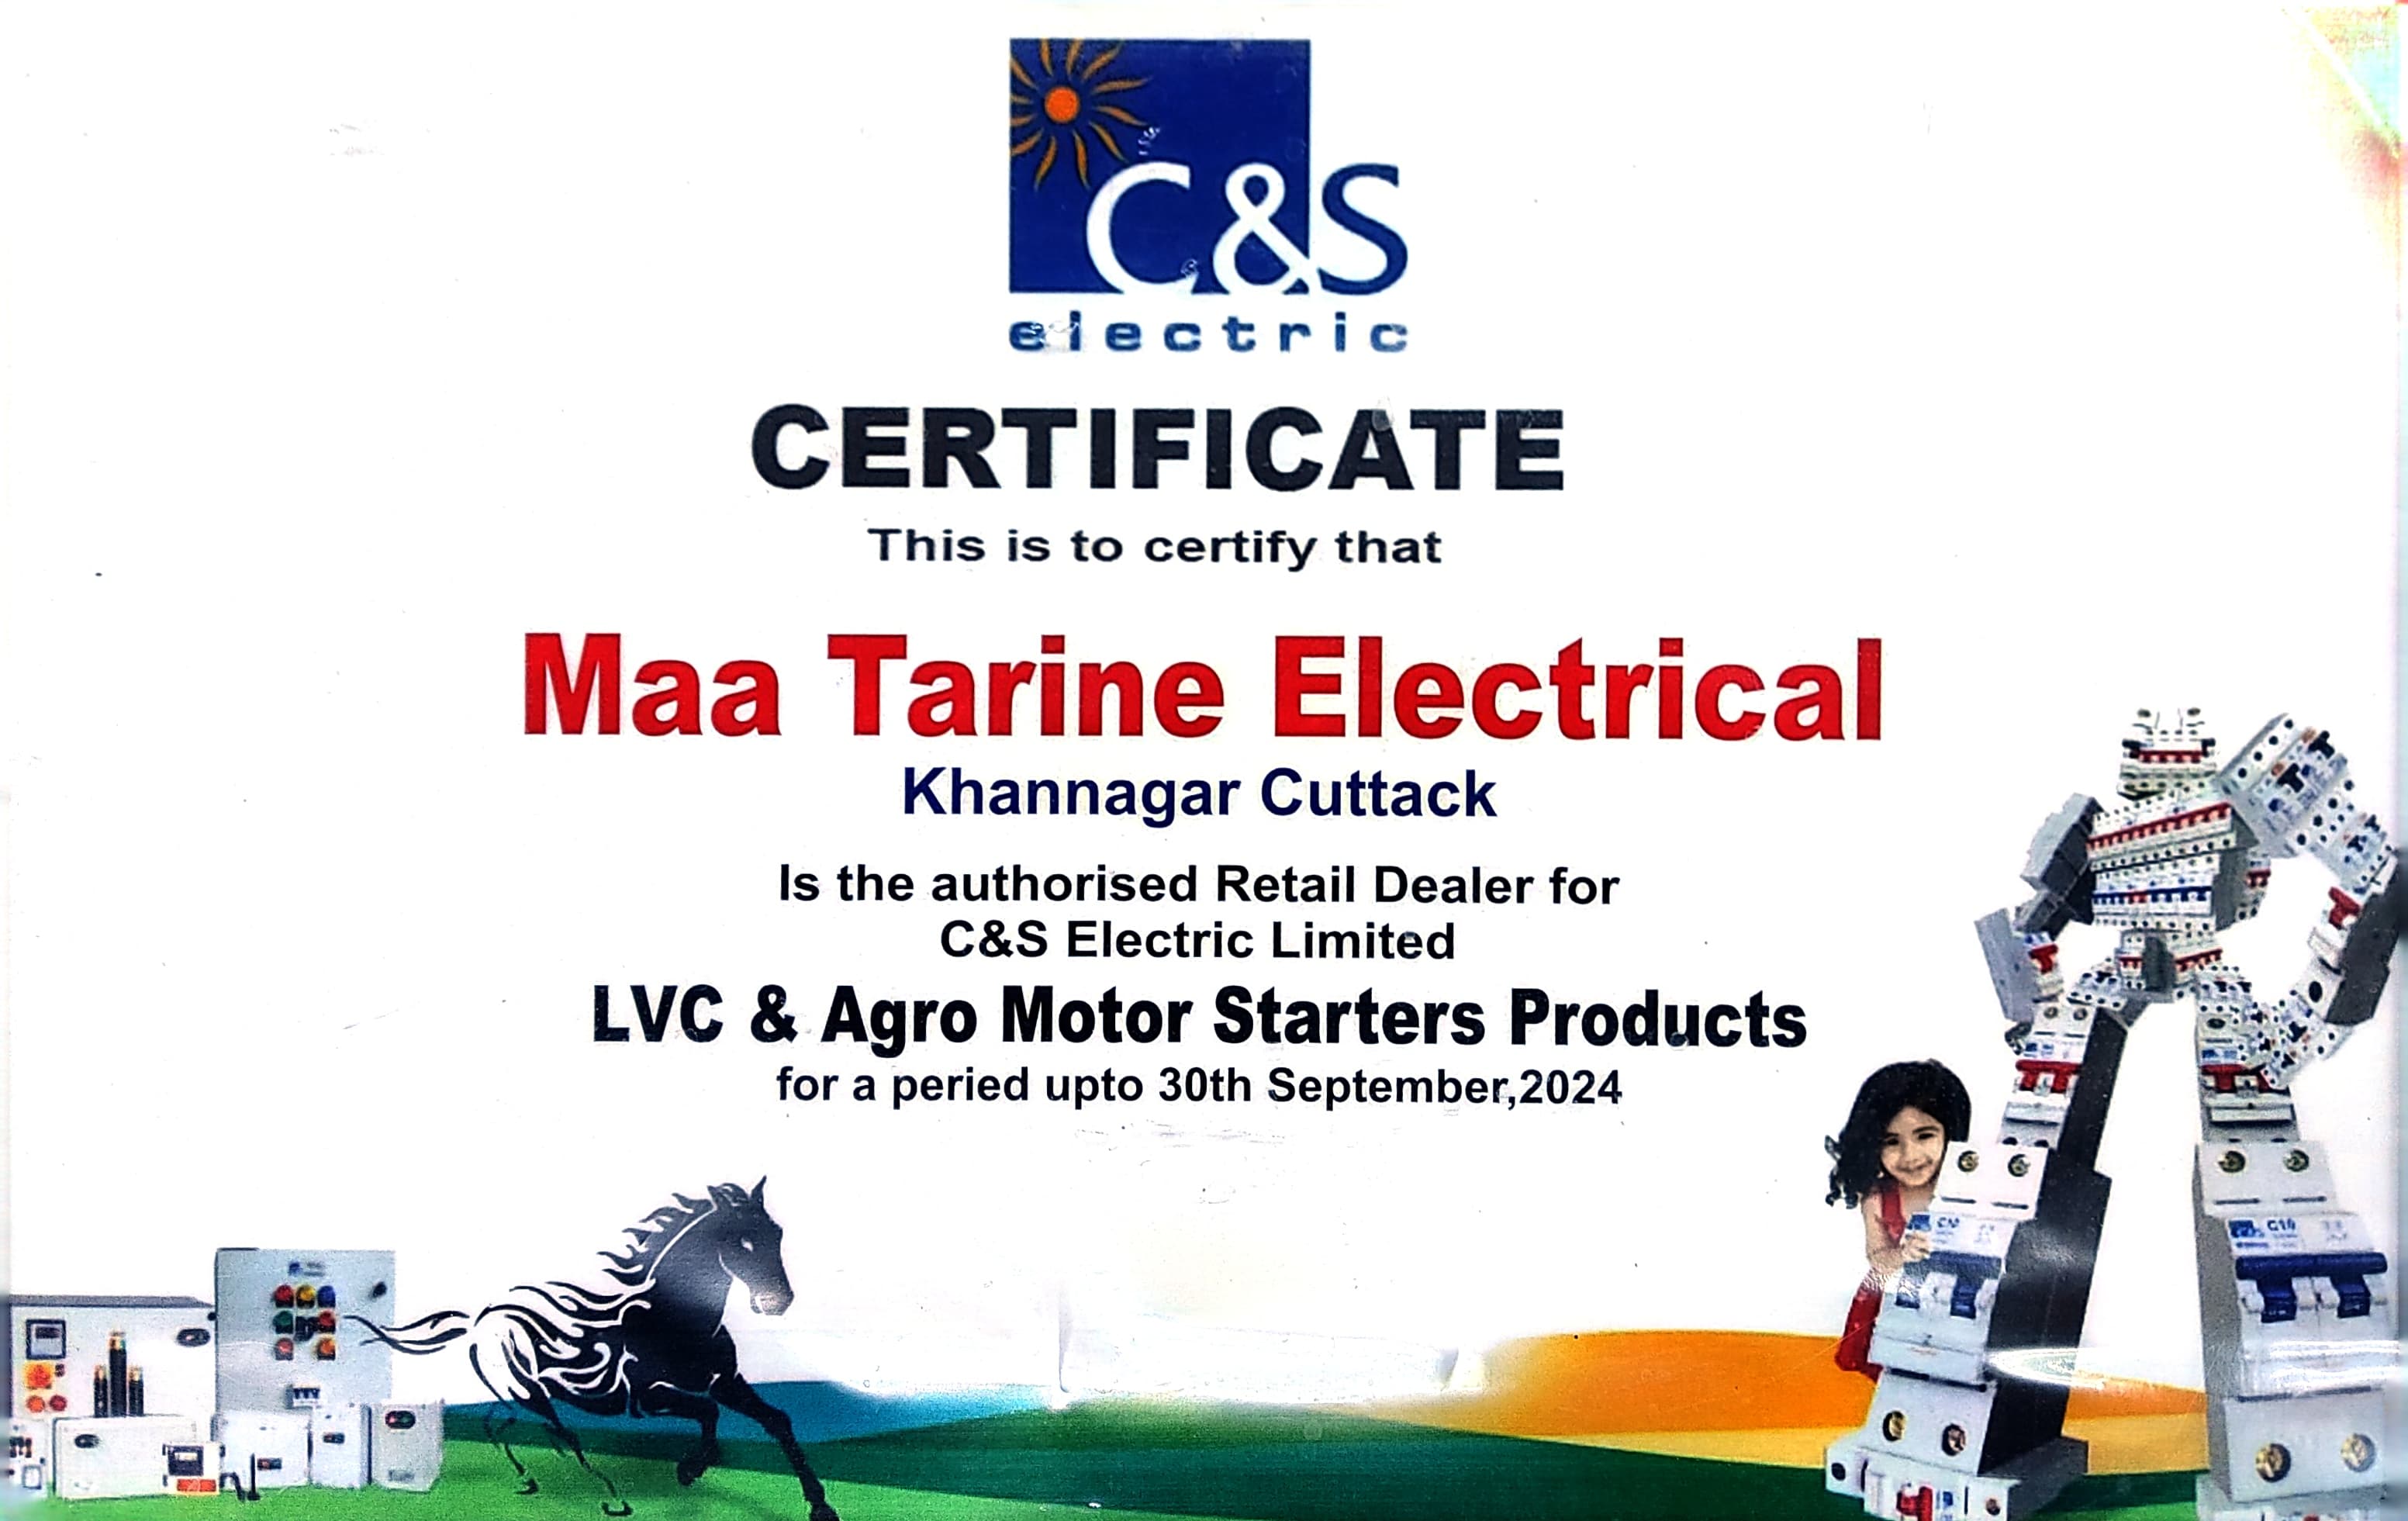 C&S
electric
CERTIFICATE
This is to certify that
Maa Tarine Electrical
Khannagar Cuttack
Is the authorised Retail Dealer for
C&S Electric Limited
LVC & Agro Motor Starters Products
for a peried upto 30th September,2024
C10